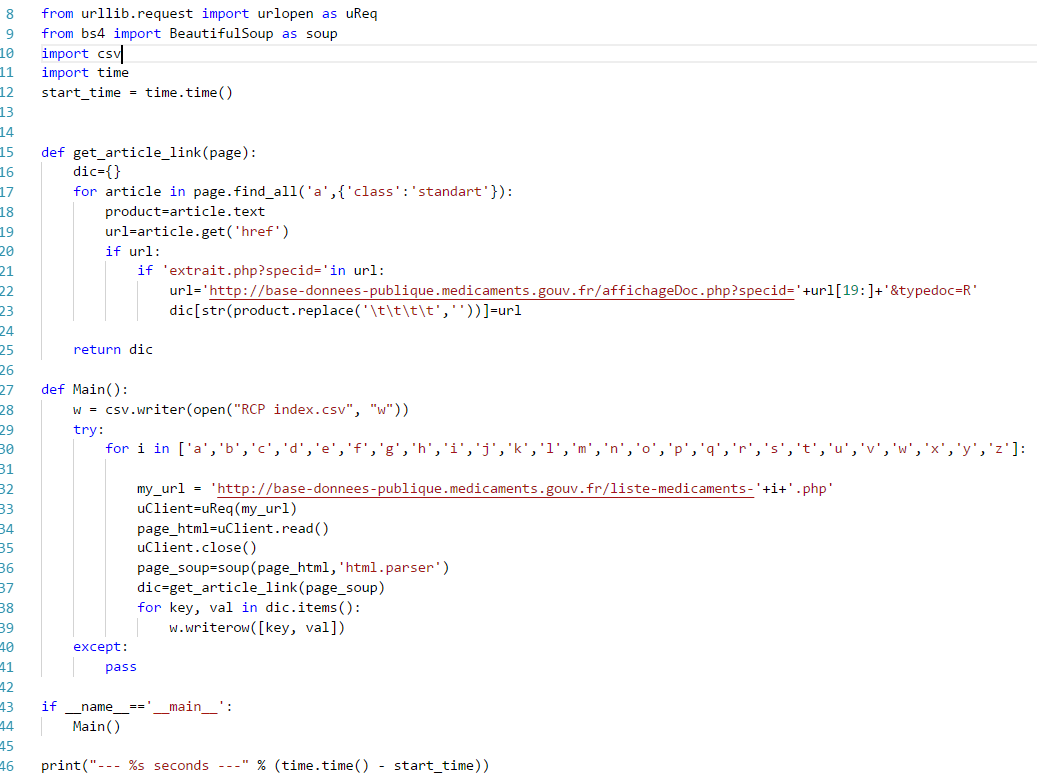 8 from urllib.request import urlopen as uReq
9 from bs4 import BeautifulSoup as soup
10 import csv
11 import time
12 start_time = time.time()
13
14
15 def get_article_link(page):
16     dic={}
17     for article in page.find_all('a',{'class':'standart'}):
18         product=article.text
19         url=article.get('href')
20         if url:
21             if 'extrait.php?specid='in url:
22                 url='http://base-donnees-publique.medicaments.gouv.fr/affichageDoc.php?specid='+url[19:]+'&typedoc=R'
23                 dic[str(product.replace('\t\t\t\t',''))]=url
24
25     return dic
26
27 def Main():
28     w = csv.writer(open("RCP index.csv", "w"))
29     try:
30         for i in ['a','b','c','d','e','f','g','h','i','j','k','l','m','n','o','p','q','r','s','t','u','v','w','x','y','z']:
31
32             my_url = 'http://base-donnees-publique.medicaments.gouv.fr/liste-medicaments-'+i+'.php'
33             uClient=uReq(my_url)
34             page_html=uClient.read()
35             uClient.close()
36             page_soup=soup(page_html,'html.parser')
37             dic=get_article_link(page_soup)
38             for key, val in dic.items():
39                 w.writerow([key, val])
40     except:
41         pass
42
43 if __name__=='__main__':
44     Main()
45
46 print("--- %s seconds ---" % (time.time() - start_time))